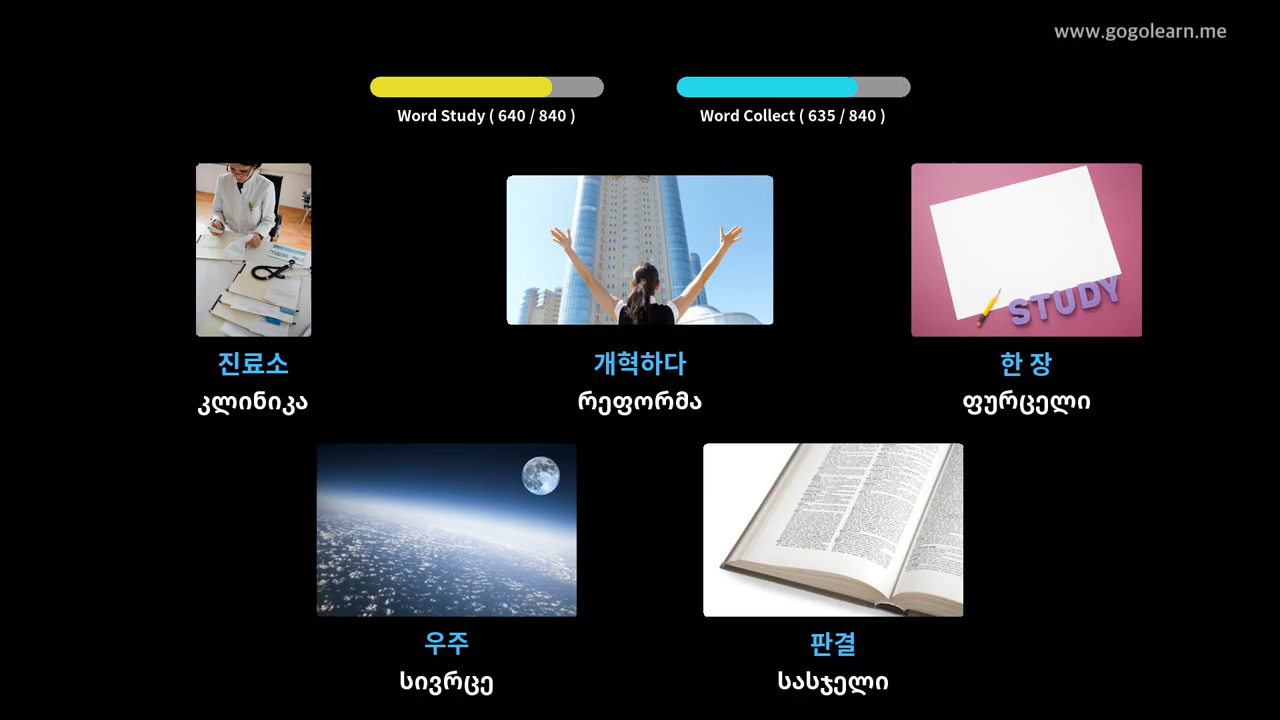 www.gogolearn.me
Word Study ( 640 / 840 )
Word Collect ( 635 / 840 )
STUDY
진료소
개혁하다
한 장
კლინიკა
რეფორმა
ფურცელი
우주
판결
სივრცე
სასჯელი